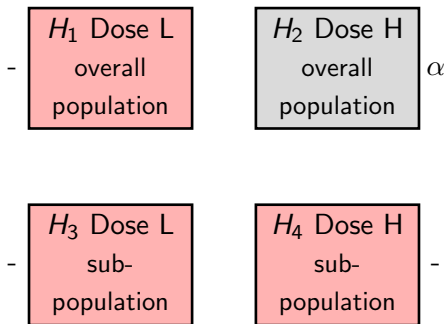 H₁ Dose L
overall
population
-
H₂ Dose H
overall
population
α
H₃ Dose L
sub-
population
-
H₄ Dose H
sub-
population
-